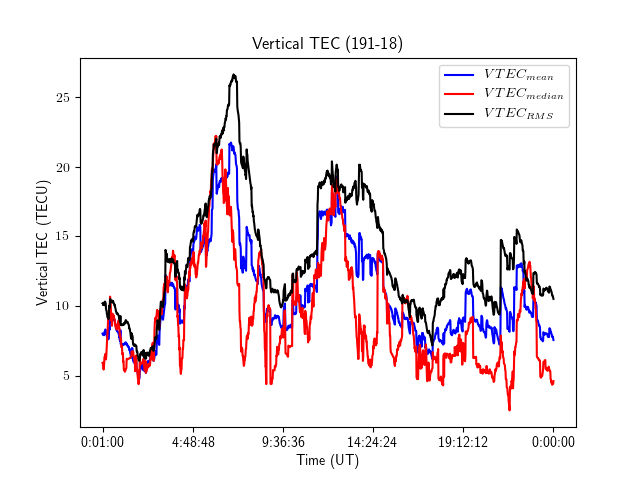 Vertical TEC (191-18)
VTEC_mean
VTEC_median
VTEC_RMS
25
20
15
10
5
Vertical TEC (TECU)
0:01:00 4:48:48 9:36:36 14:24:24 19:12:12 0:00:00
Time (UT)